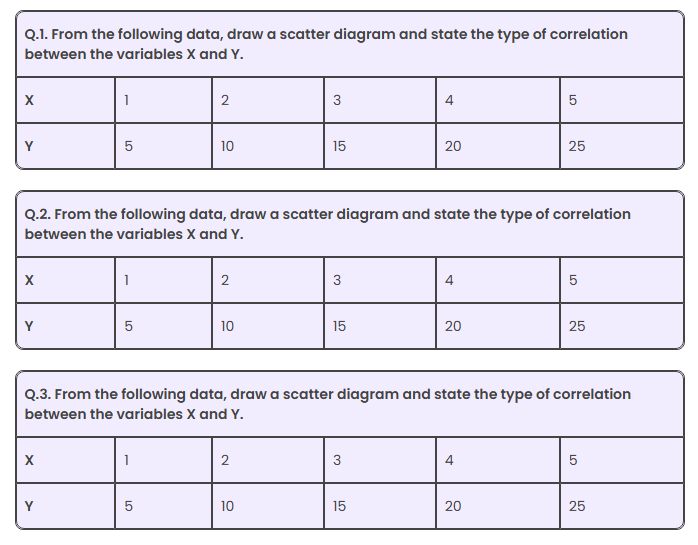 Q.1. From the following data, draw a scatter diagram and state the type of correlation
between the variables X and Y.
X 1 2 3 4 5
Y 5 10 15 20 25
Q.2. From the following data, draw a scatter diagram and state the type of correlation
between the variables X and Y.
X 1 2 3 4 5
Y 5 10 15 20 25
Q.3. From the following data, draw a scatter diagram and state the type of correlation
between the variables X and Y.
X 1 2 3 4 5
Y 5 10 15 20 25